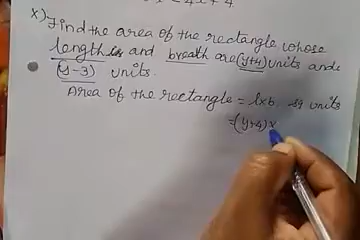 x) Find the area of the rectangle whose
length is and breath are (y+4) units and
(y-3) units.
Area of the rectangle = l×b sq units
=(y+4)×